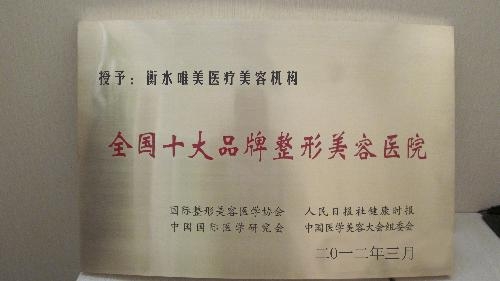 授予：衡水唯美医疗美容机构
全国十大品牌整形美容医院
国际整形美容医学协会 人民日报社健康时报
中国国际医学研究会 中国医学美容大会组委会
二〇一二年三月